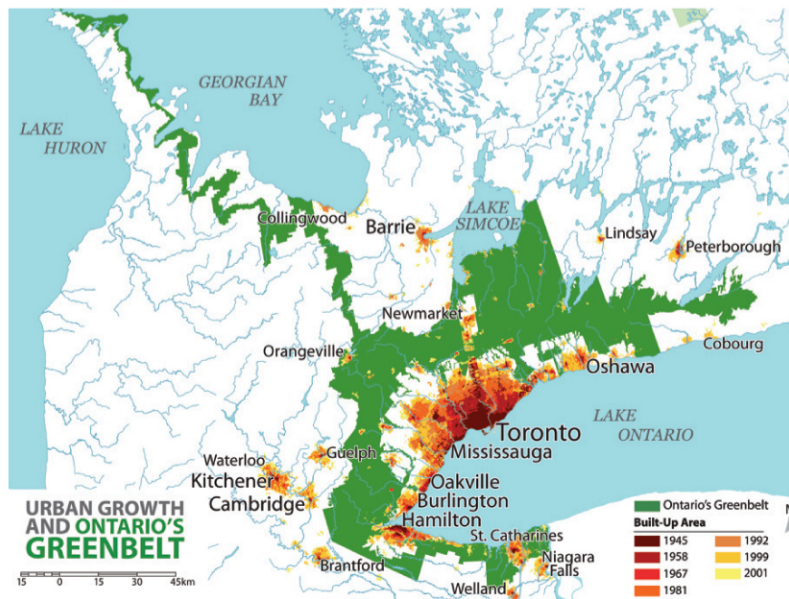 GEORGIAN
BAY
LAKE
HURON
Collingwood
Barrie
LAKE
SIMCOE
Lindsay
Peterborough
Newmarket
Orangeville
Cobourg
Oshawa
LAKE
ONTARIO
Toronto
Mississauga
Waterloo
Guelph
Kitchener
Cambridge
Oakville
Burlington
Hamilton
St. Catharines
Niagara
Falls
Brantford
Welland
URBAN GROWTH
AND ONTARIO'S
GREENBELT
15 0 15 30 45km
Ontario's Greenbelt
Built-Up Area
1945 1992
1958 1999
1967 2001
1981